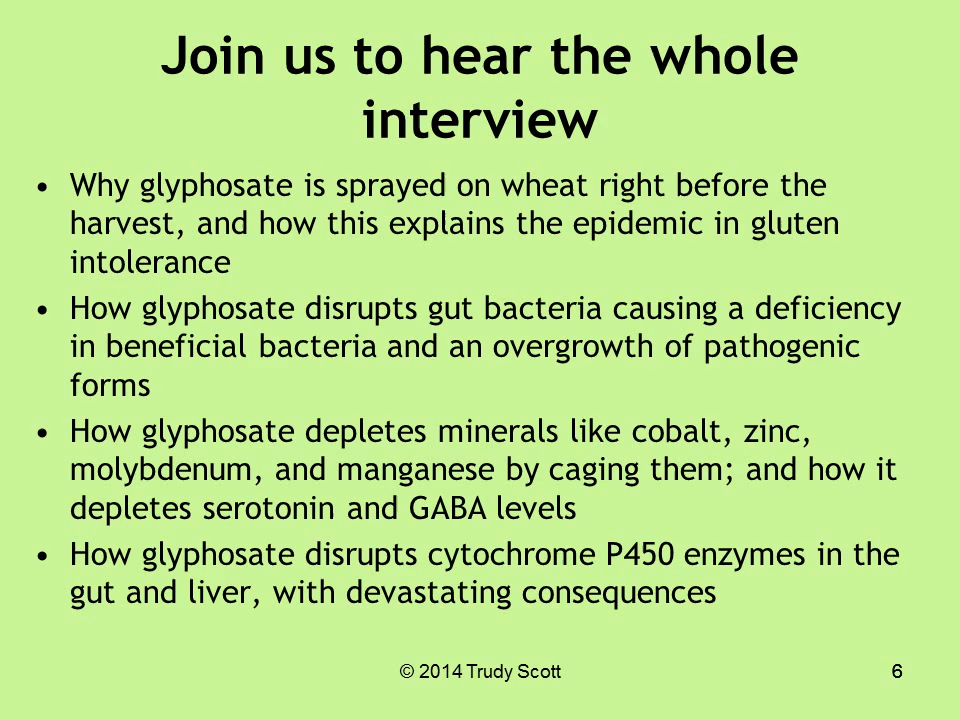 Join us to hear the whole
interview
• Why glyphosate is sprayed on wheat right before the
harvest, and how this explains the epidemic in gluten
intolerance
• How glyphosate disrupts gut bacteria causing a deficiency
in beneficial bacteria and an overgrowth of pathogenic
forms
• How glyphosate depletes minerals like cobalt, zinc,
molybdenum, and manganese by caging them; and how it
depletes serotonin and GABA levels
• How glyphosate disrupts cytochrome P450 enzymes in the
gut and liver, with devastating consequences
© 2014 Trudy Scott 6